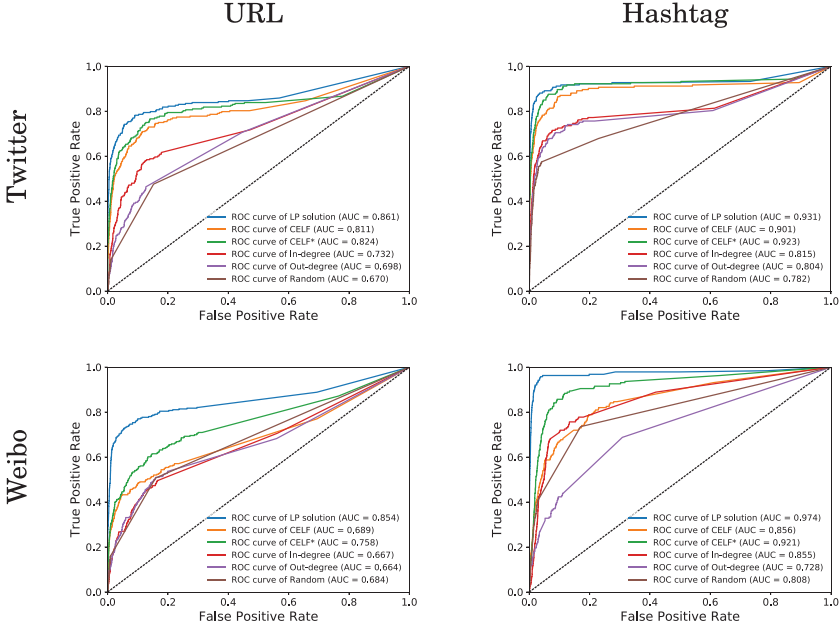 URL
Hashtag
Twitter
True Positive Rate
1.0
0.8
0.6
0.4
0.2
0.0
ROC curve of LP solution (AUC = 0.861)
ROC curve of CELF (AUC = 0.811)
ROC curve of CELF* (AUC = 0.824)
ROC curve of In-degree (AUC = 0.732)
ROC curve of Out-degree (AUC = 0.698)
ROC curve of Random (AUC = 0.670)
0.0 0.2 0.4 0.6 0.8 1.0
False Positive Rate
True Positive Rate
1.0
0.8
0.6
0.4
0.2
0.0
ROC curve of LP solution (AUC = 0.931)
ROC curve of CELF (AUC = 0.901)
ROC curve of CELF* (AUC = 0.923)
ROC curve of In-degree (AUC = 0.815)
ROC curve of Out-degree (AUC = 0.804)
ROC curve of Random (AUC = 0.782)
0.0 0.2 0.4 0.6 0.8 1.0
False Positive Rate
Weibo
True Positive Rate
1.0
0.8
0.6
0.4
0.2
0.0
ROC curve of LP solution (AUC = 0.854)
ROC curve of CELF (AUC = 0.689)
ROC curve of CELF* (AUC = 0.758)
ROC curve of In-degree (AUC = 0.667)
ROC curve of Out-degree (AUC = 0.664)
ROC curve of Random (AUC = 0.684)
0.0 0.2 0.4 0.6 0.8 1.0
False Positive Rate
True Positive Rate
1.0
0.8
0.6
0.4
0.2
0.0
ROC curve of LP solution (AUC = 0.974)
ROC curve of CELF (AUC = 0.856)
ROC curve of CELF* (AUC = 0.921)
ROC curve of In-degree (AUC = 0.855)
ROC curve of Out-degree (AUC = 0.728)
ROC curve of Random (AUC = 0.808)
0.0 0.2 0.4 0.6 0.8 1.0
False Positive Rate